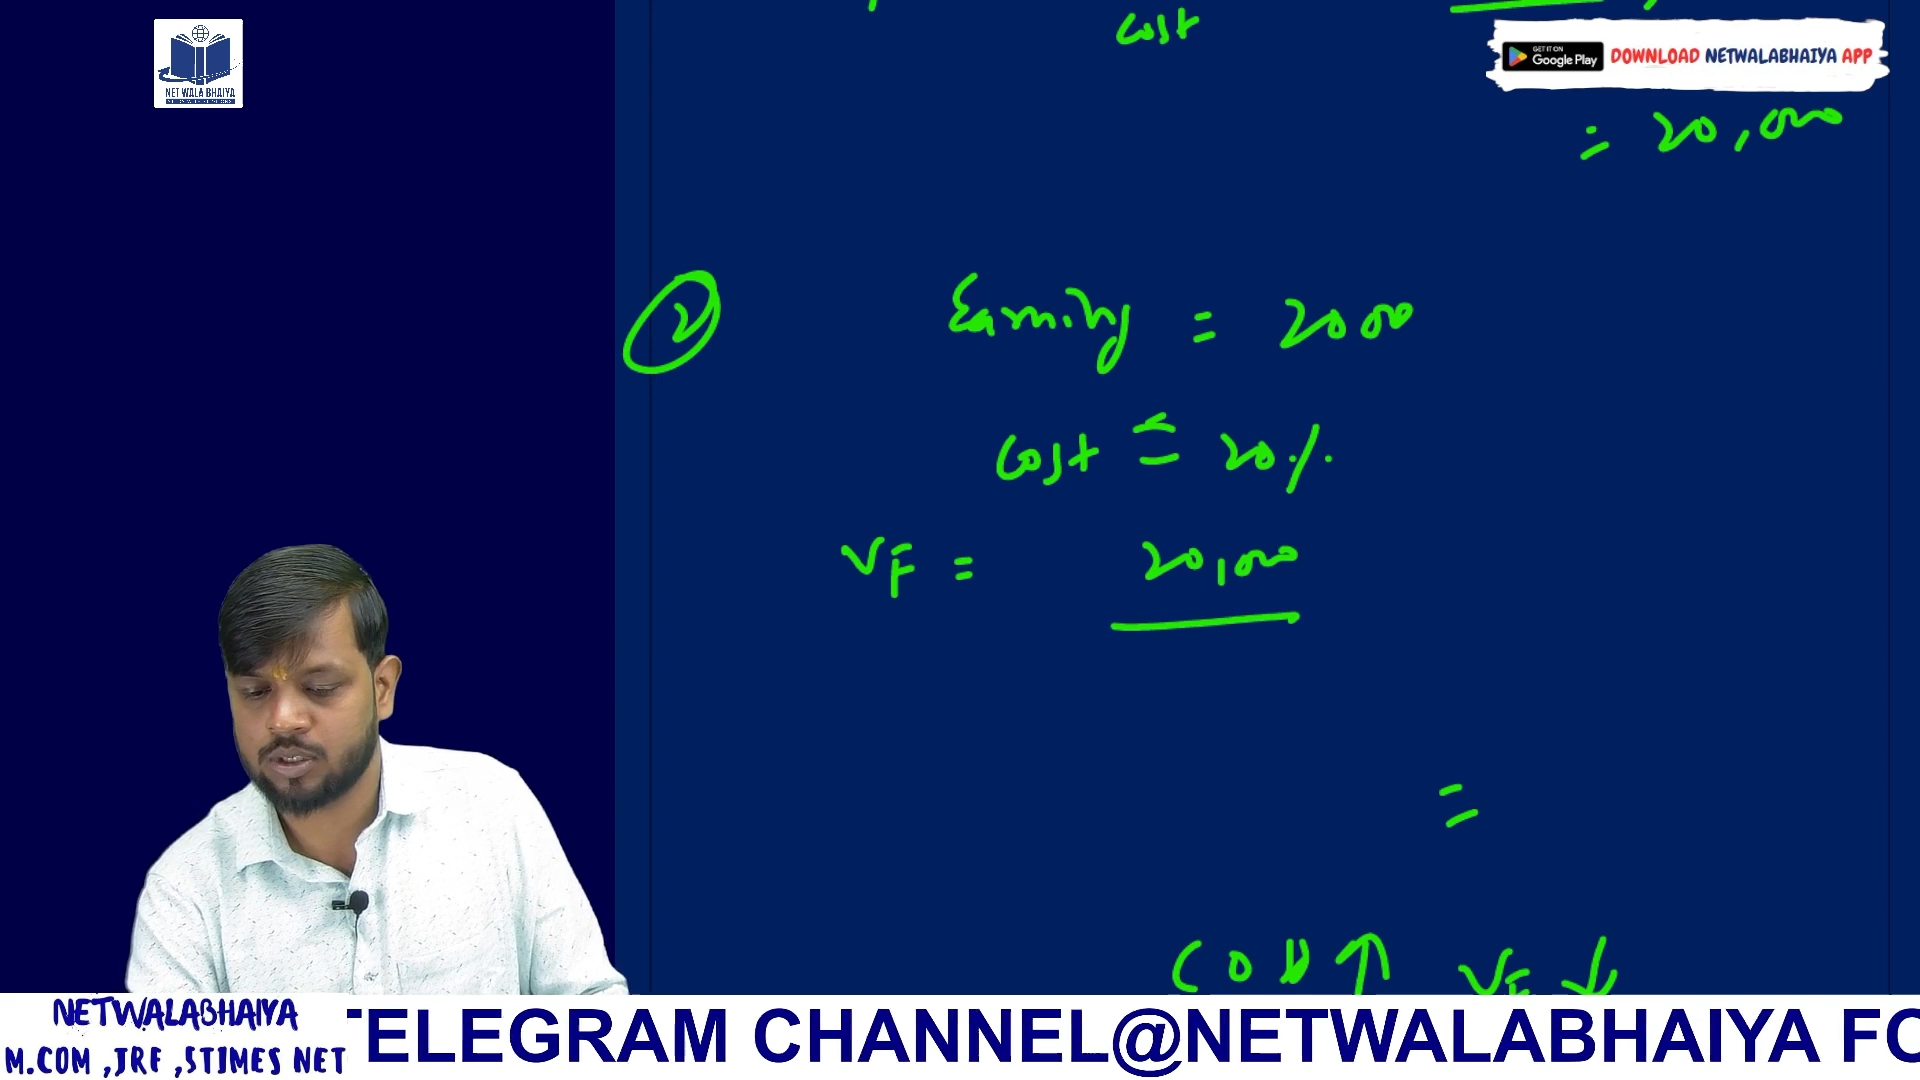 cost
GET IT ON
Google Play
DOWNLOAD NETWALABHAIYA APP
NET WALA BHAIYA
= 20,000
2
Earning = 2000
Cost = 20%
VF = 20,000
=
COD ↑ VF ↓
NETWALABHAIYA
M.COM ,JRF ,5TIMES NET
TELEGRAM CHANNEL@NETWALABHAIYA FO